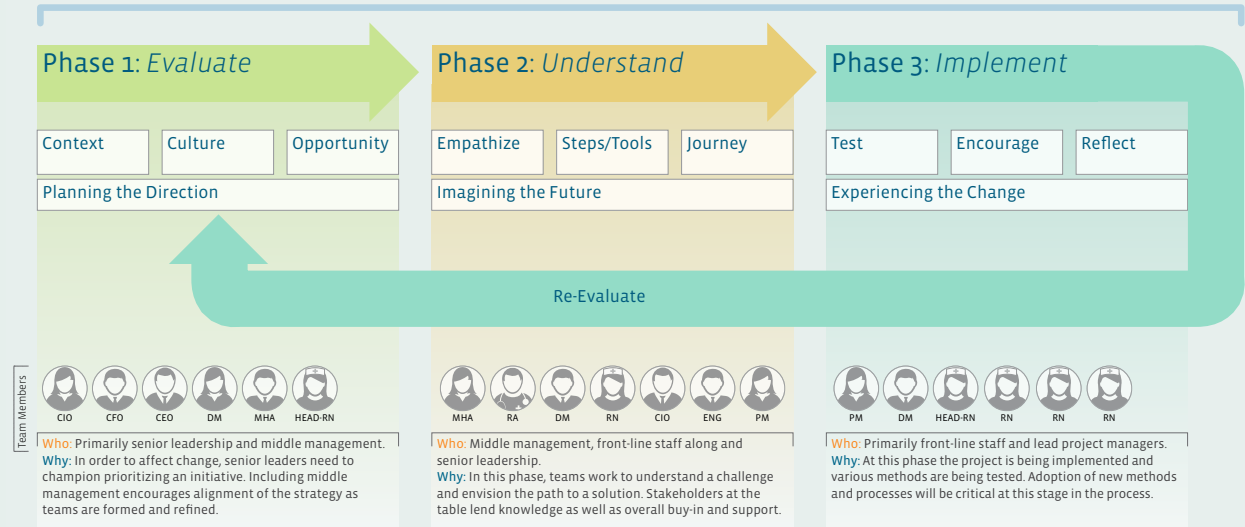 Phase 1: Evaluate
Context
Culture
Opportunity
Planning the Direction
Phase 2: Understand
Empathize
Steps/Tools
Journey
Imagining the Future
Phase 3: Implement
Test
Encourage
Reflect
Experiencing the Change
Re-Evaluate
Team Members
CIO
CFO
CEO
DM
MHA
HEAD-RN
Who: Primarily senior leadership and middle management.
Why: In order to affect change, senior leaders need to
champion prioritizing an initiative. Including middle
management encourages alignment of the strategy as
teams are formed and refined.
MHA
RA
DM
RN
CIO
ENG
PM
Who: Middle management, front-line staff along and
senior leadership.
Why: In this phase, teams work to understand a challenge
and envision the path to a solution. Stakeholders at the
table lend knowledge as well as overall buy-in and support.
PM
DM
HEAD-RN
RN
RN
RN
Who: Primarily front-line staff and lead project managers.
Why: At this phase the project is being implemented and
various methods are being tested. Adoption of new methods
and processes will be critical at this stage in the process.